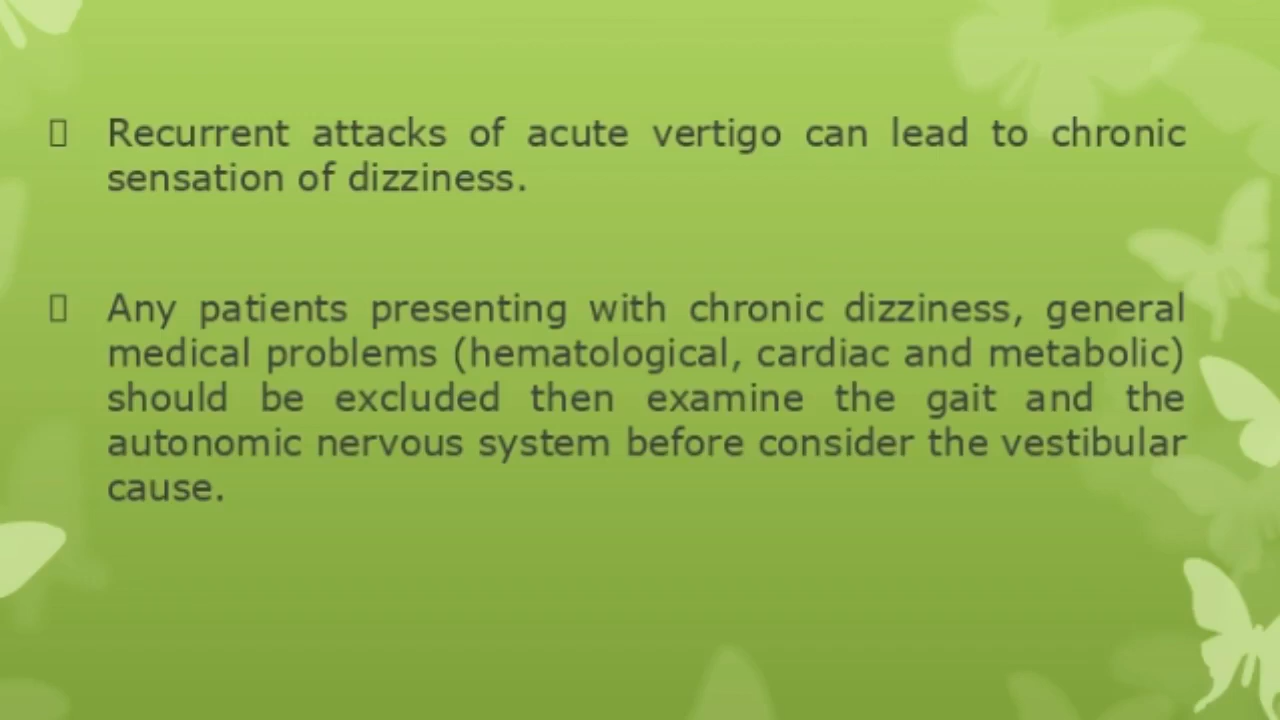 Recurrent attacks of acute vertigo can lead to chronic
sensation of dizziness.
Any patients presenting with chronic dizziness, general
medical problems (hematological, cardiac and metabolic)
should be excluded then examine the gait and the
autonomic nervous system before consider the vestibular
cause.